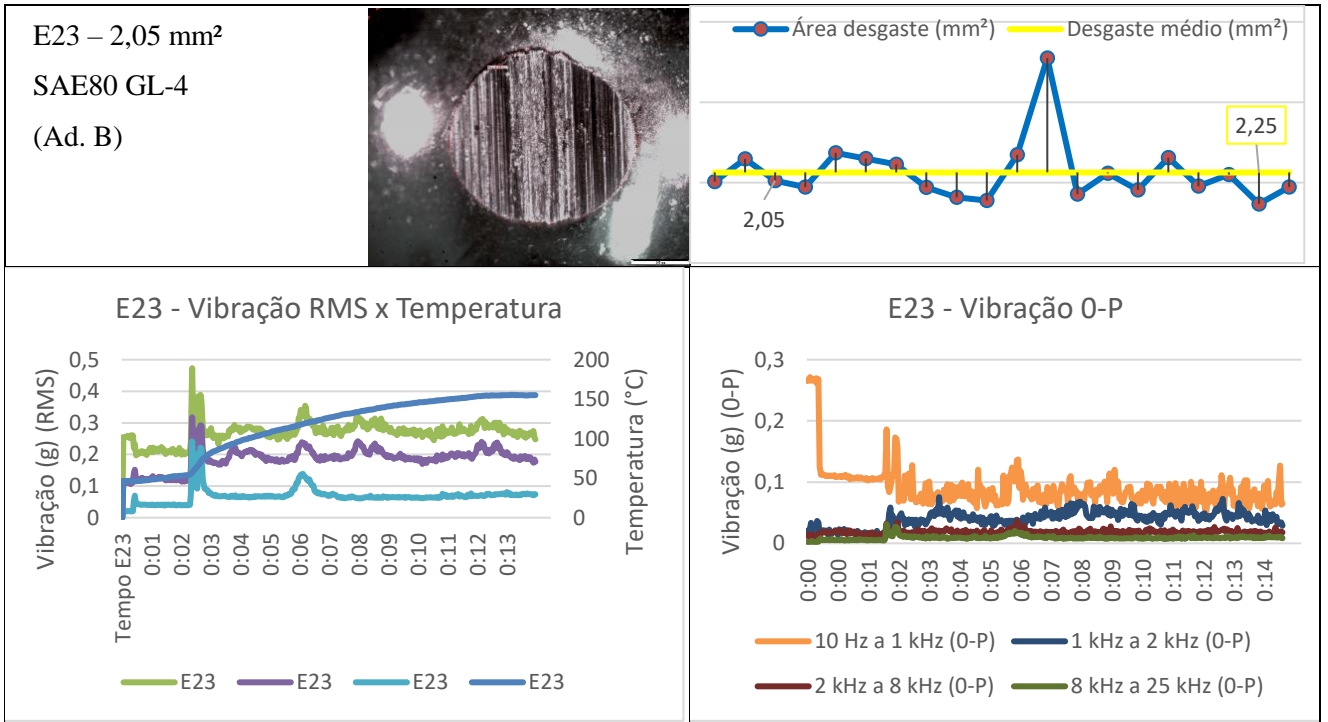 E23 – 2,05 mm²
SAE80 GL-4
(Ad. B)
Área desgaste (mm²)
Desgaste médio (mm²)
2,25
2,05
E23 - Vibração RMS x Temperatura
Vibração (g) (RMS)
0,5
0,4
0,3
0,2
0,1
0
200
150
100
50
0
Temperatura (°C)
Tempo E23
0:01
0:02
0:03
0:04
0:05
0:06
0:07
0:08
0:09
0:10
0:11
0:12
0:13
E23
E23
E23
E23
E23 - Vibração 0-P
Vibração (g) (0-P)
0,3
0,2
0,1
0
0:00
0:00
0:01
0:02
0:03
0:04
0:05
0:06
0:07
0:08
0:09
0:10
0:11
0:12
0:13
0:14
10 Hz a 1 kHz (0-P)
1 kHz a 2 kHz (0-P)
2 kHz a 8 kHz (0-P)
8 kHz a 25 kHz (0-P)